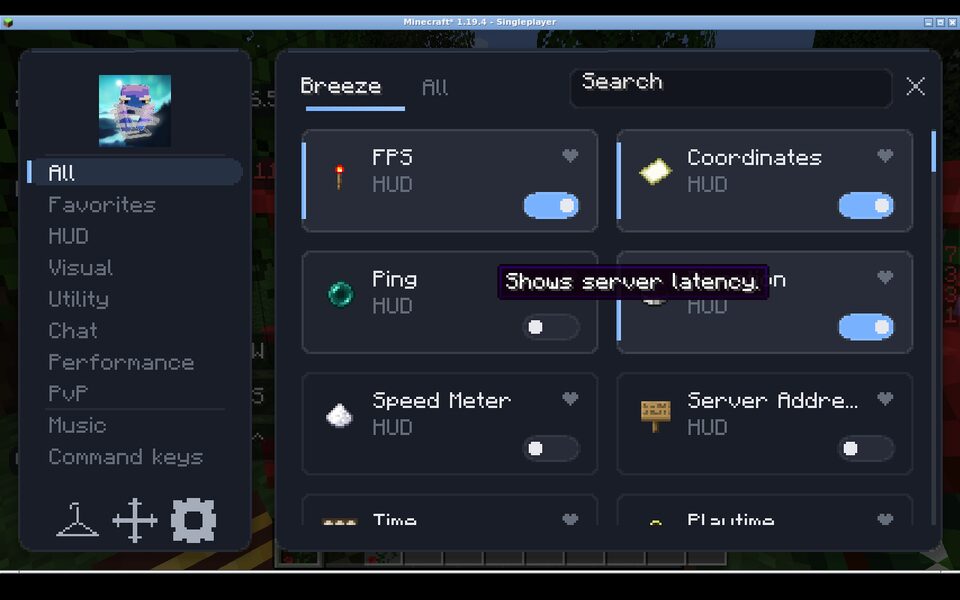 Minecraft* 1.19.4 - Singleplayer
All
Favorites
HUD
Visual
Utility
Chat
Performance
PvP
Music
Command keys
Breeze
All
Search
FPS
HUD
Coordinates
HUD
Ping
HUD
Shows server latency.
HUD
Speed Meter
HUD
Server Addre...
HUD
Time
Playtime